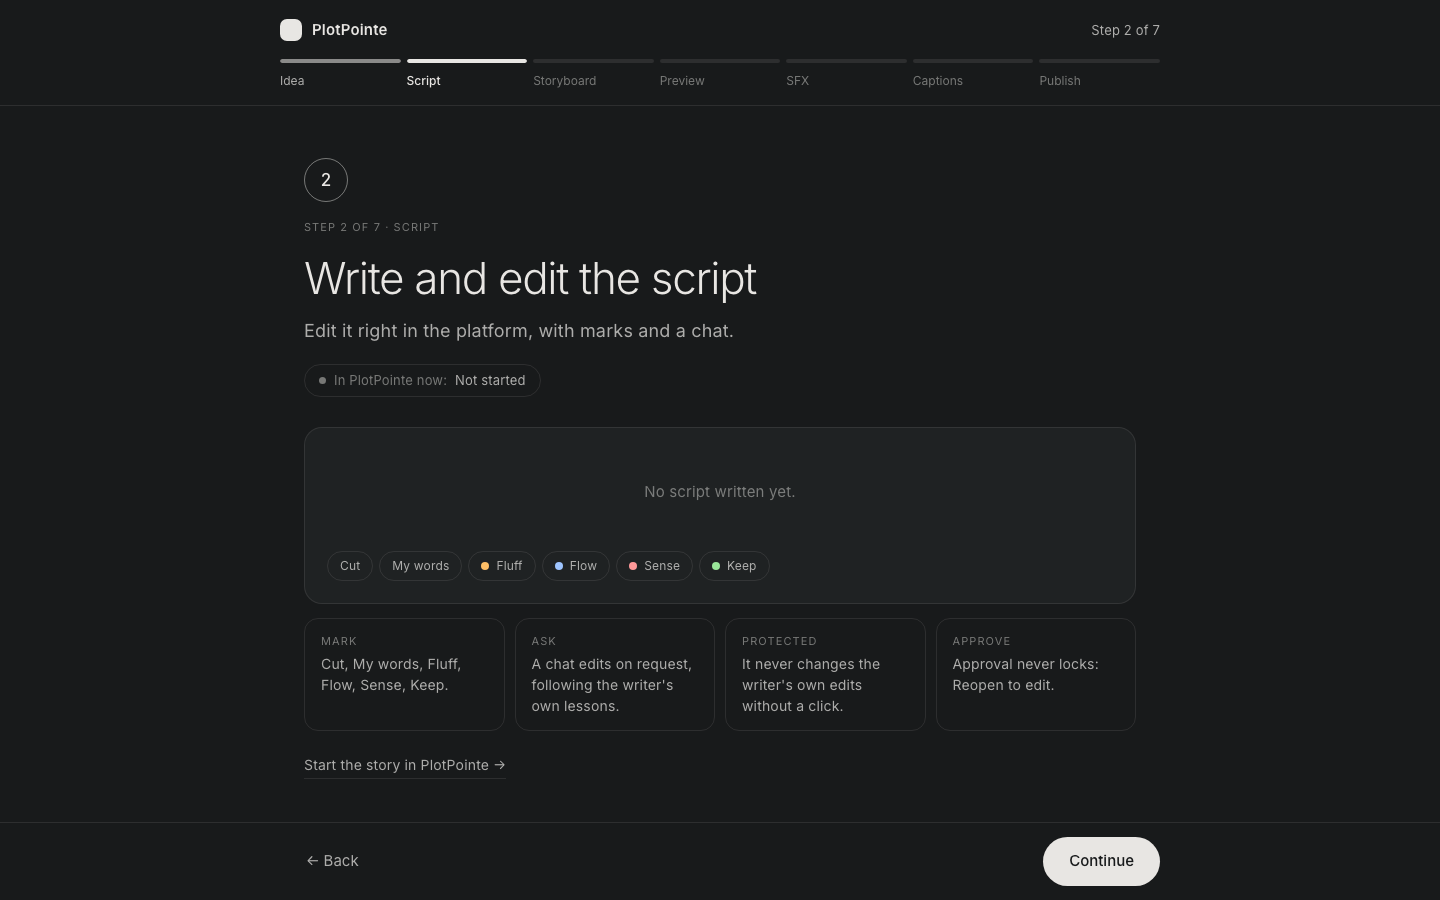 PlotPointe
Step 2 of 7
Idea
Script
Storyboard
Preview
SFX
Captions
Publish
2
STEP 2 OF 7 · SCRIPT
Write and edit the script
Edit it right in the platform, with marks and a chat.
In PlotPointe now: Not started
No script written yet.
Cut
My words
Fluff
Flow
Sense
Keep
MARK
Cut, My words, Fluff,
Flow, Sense, Keep.
ASK
A chat edits on request,
following the writer's
own lessons.
PROTECTED
It never changes the
writer's own edits
without a click.
APPROVE
Approval never locks:
Reopen to edit.
Start the story in PlotPointe →
← Back
Continue